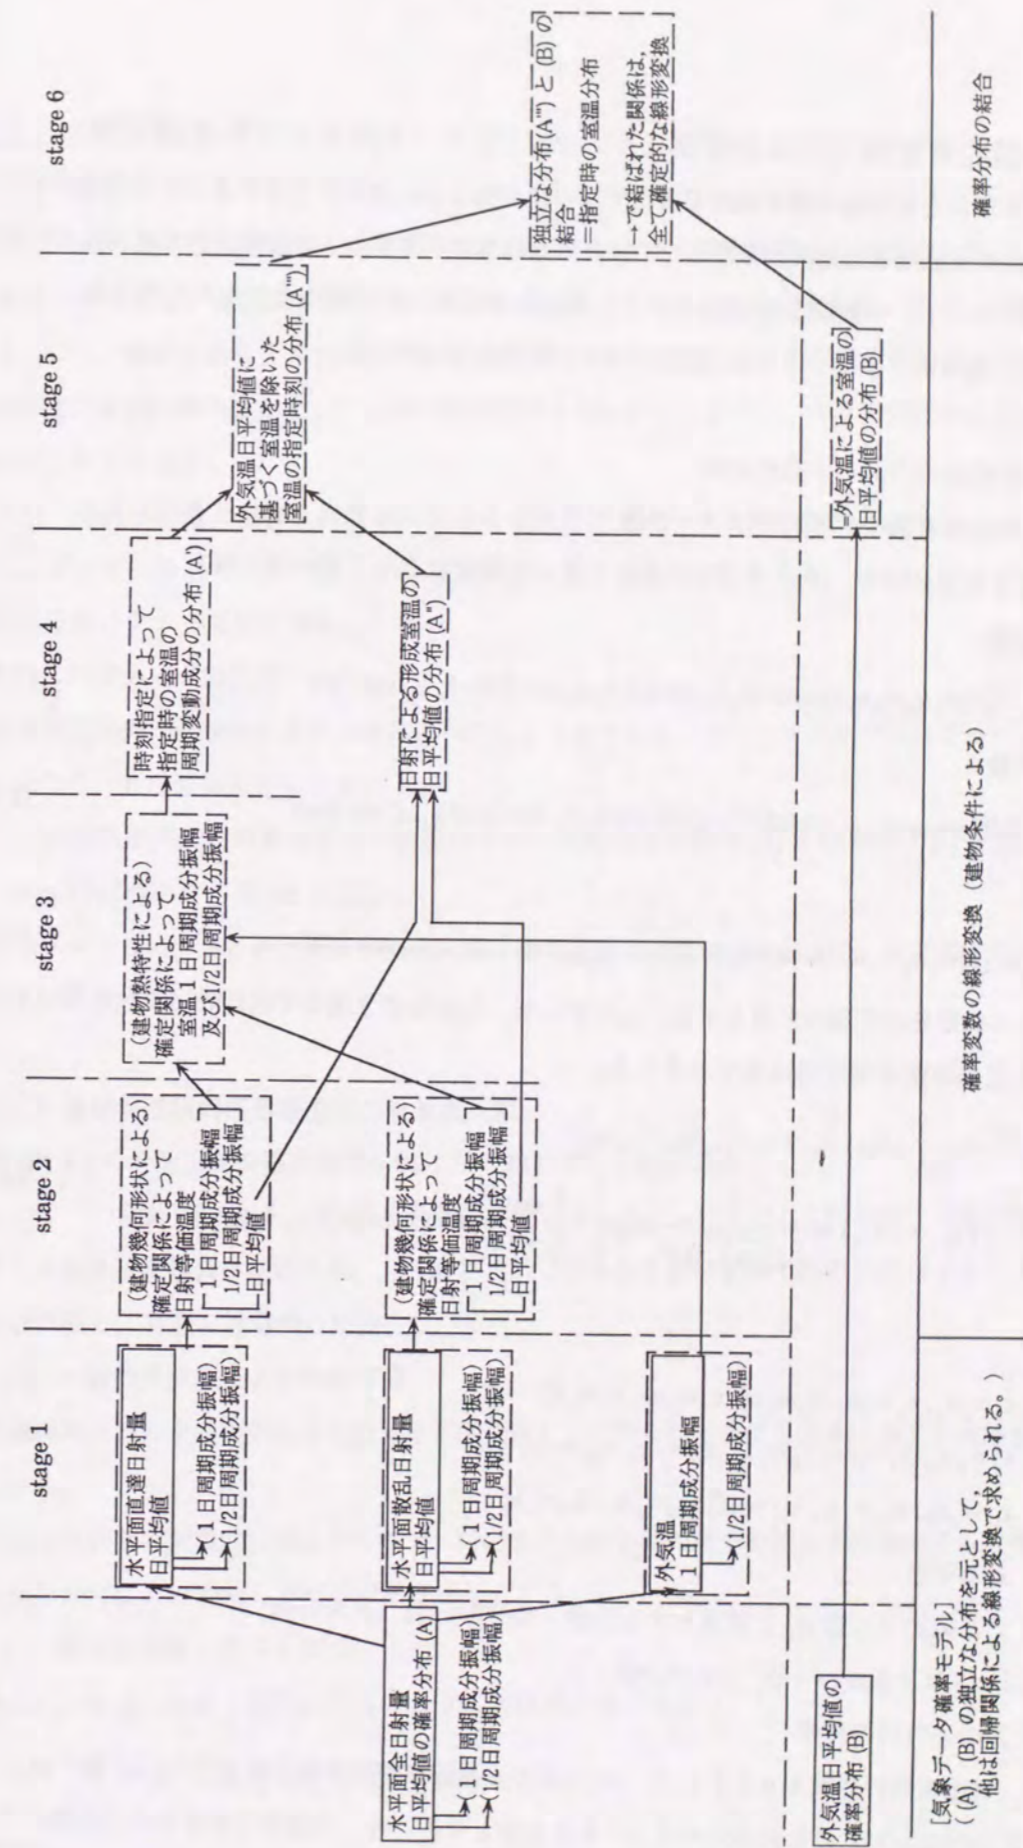 stage 1
stage 2
stage 3
stage 4
stage 5
stage 6
水平面全日射量
日平均値の確率分布 (A)
(1日周期成分振幅)
(1/2日周期成分振幅)
水平面直達日射量
日平均値
(1日周期成分振幅)
(1/2日周期成分振幅)
水平面散乱日射量
日平均値
(1日周期成分振幅)
(1/2日周期成分振幅)
外気温
1日周期成分振幅
(1/2日周期成分振幅)
(建物幾何形状による)
確定関係によって
日射等価温度
1日周期成分振幅
1/2日周期成分振幅
日平均値
(建物幾何形状による)
確定関係によって
日射等価温度
1日周期成分振幅
1/2日周期成分振幅
日平均値
(建物熱特性による)
確定関係によって
室温1日周期成分振幅
及び1/2日周期成分振幅
時刻指定によって
指定時の室温の
周期変動成分の分布 (A')
日射による形成室温の
日平均値の分布 (A'')
外気温日平均値に
基づく室温を除いた
室温の指定時刻の分布 (A''')
独立な分布(A''')と(B)の
結合
=指定時の室温分布
→で結ばれた関係は,
全て確定的な線形変換
外気温日平均値の
確率分布 (B)
=外気温による室温の
日平均値の分布 (B)
[気象データ確率モデル]
((A), (B) の独立な分布を元として,
他は回帰関係による線形変換で求められる。)
確率変数の線形変換(建物条件による)
確率分布の結合